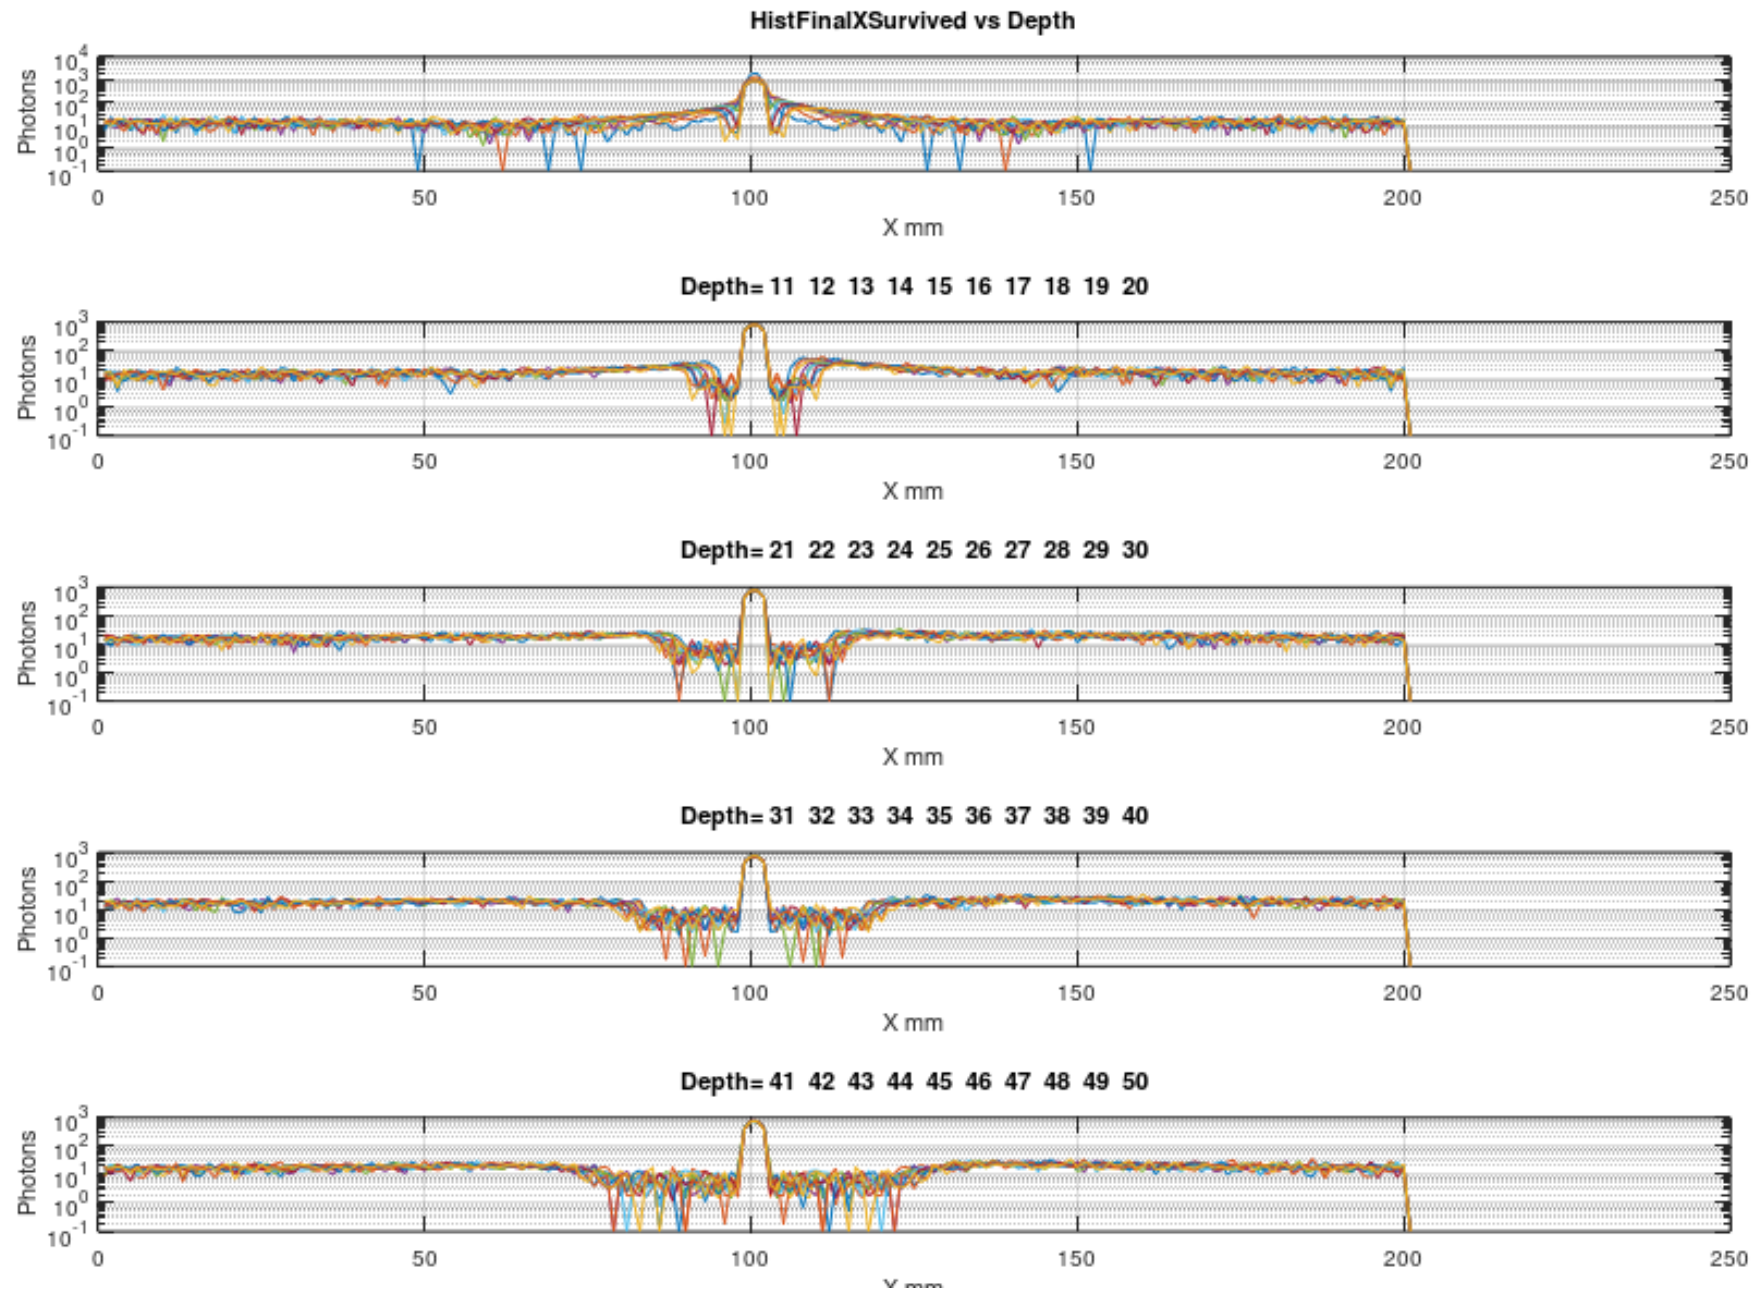 HistFinalXSurvived vs Depth
Photons
10^4
10^3
10^2
10^1
10^0
10^-1
0 50 100 150 200 250
X mm
Depth= 11 12 13 14 15 16 17 18 19 20
Photons
10^3
10^2
10^1
10^0
10^-1
0 50 100 150 200 250
X mm
Depth= 21 22 23 24 25 26 27 28 29 30
Photons
10^3
10^2
10^1
10^0
10^-1
0 50 100 150 200 250
X mm
Depth= 31 32 33 34 35 36 37 38 39 40
Photons
10^3
10^2
10^1
10^0
10^-1
0 50 100 150 200 250
X mm
Depth= 41 42 43 44 45 46 47 48 49 50
Photons
10^3
10^2
10^1
10^0
10^-1
0 50 100 150 200 250
X mm